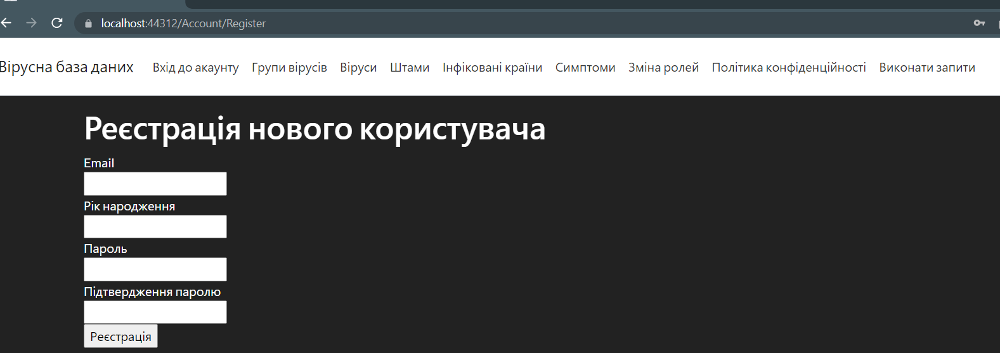 localhost:44312/Account/Register
Вірусна база даних Вхід до акаунту Групи вірусів Віруси Штами Інфіковані країни Симптоми Зміна ролей Політика конфіденційності Виконати запити
Реєстрація нового користувача
Email
Рік народження
Пароль
Підтвердження паролю
Реєстрація